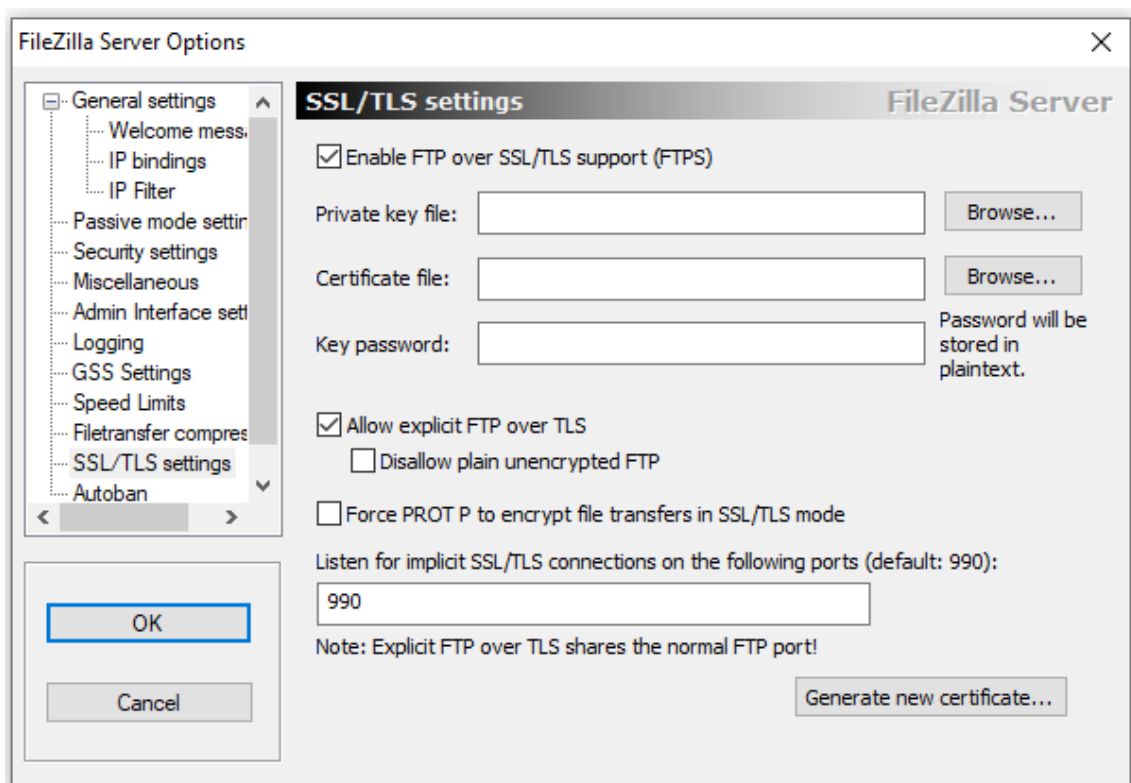 FileZilla Server Options
General settings
Welcome messa
IP bindings
IP Filter
Passive mode settin
Security settings
Miscellaneous
Admin Interface sett
Logging
GSS Settings
Speed Limits
Filetransfer compres
SSL/TLS settings
Autoban
OK
Cancel
SSL/TLS settings FileZilla Server
Enable FTP over SSL/TLS support (FTPS)
Private key file: Browse...
Certificate file: Browse...
Key password: Password will be
stored in
plaintext.
Allow explicit FTP over TLS
Disallow plain unencrypted FTP
Force PROT P to encrypt file transfers in SSL/TLS mode
Listen for implicit SSL/TLS connections on the following ports (default: 990):
990
Note: Explicit FTP over TLS shares the normal FTP port!
Generate new certificate...